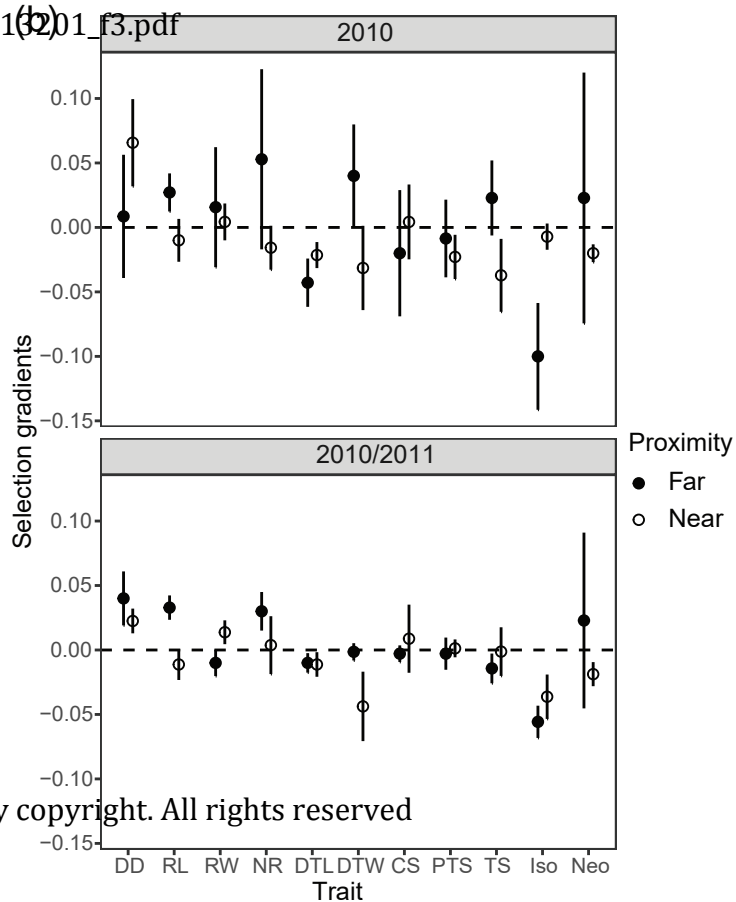 (b)
13201_f3.pdf
2010
0.10
0.05
0.00
−0.05
−0.10
−0.15
Selection gradients
2010/2011
0.10
0.05
0.00
−0.05
−0.10
−0.15
Proximity
Far
Near
y copyright. All rights reserved
DD RL RW NR DTL DTW CS PTS TS Iso Neo
Trait